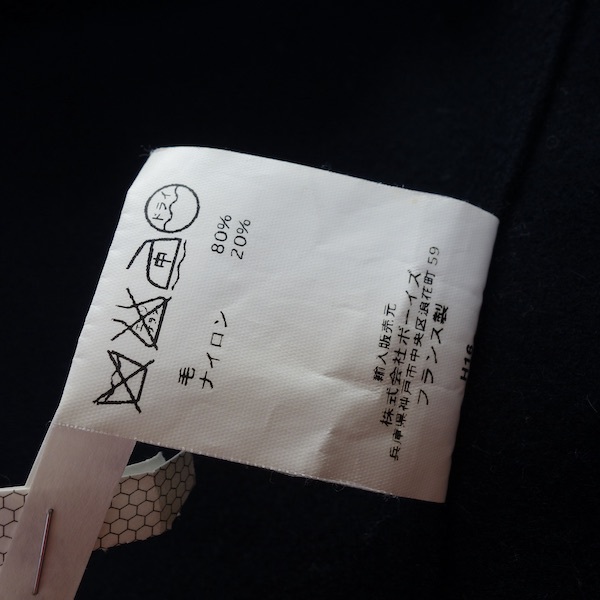 ドライ
中
毛 80%
ナイロン 20%
輸入販売元
株式会社ボーイズ
兵庫県神戸市中央区浪花町 59
フランス製
H16